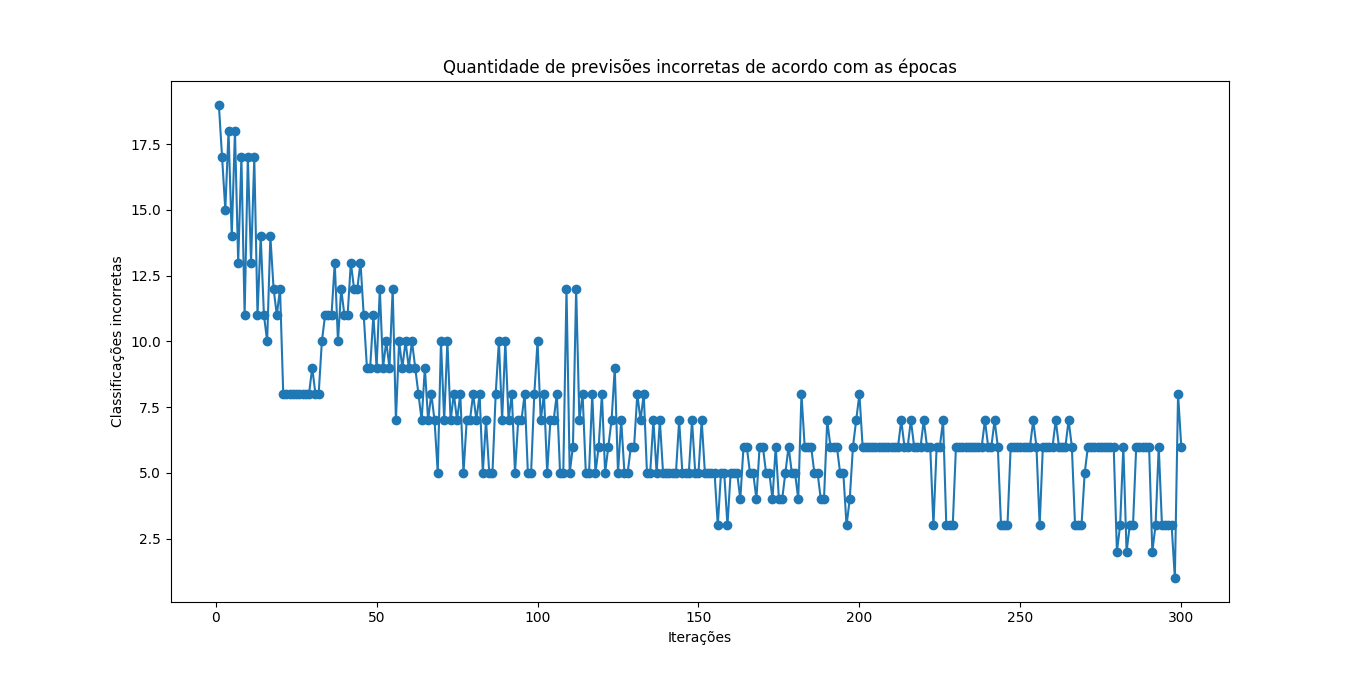 Quantidade de previsões incorretas de acordo com as épocas
Classificações incorretas
17.5
15.0
12.5
10.0
7.5
5.0
2.5
0 50 100 150 200 250 300
Iterações